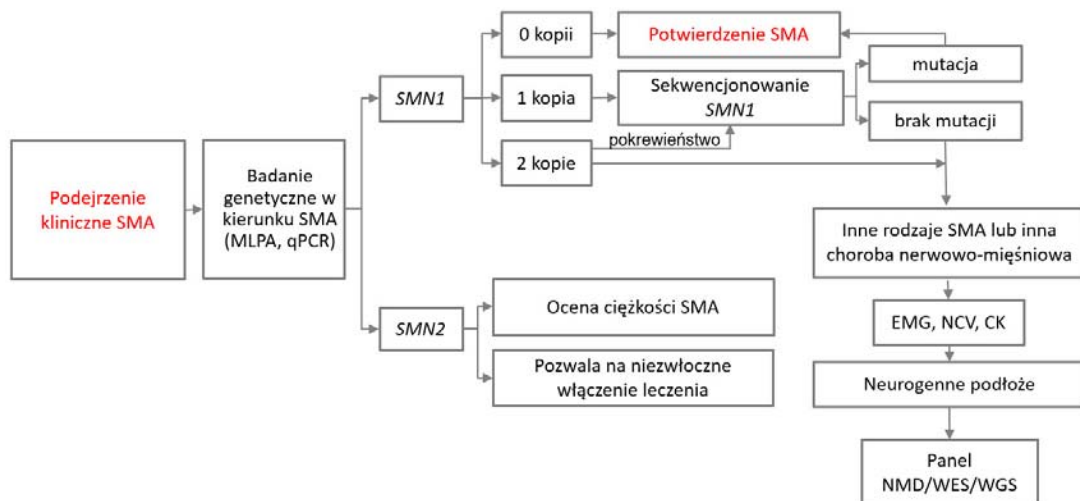 Podejrzenie
kliniczne SMA
Badanie
genetyczne w
kierunku SMA
(MLPA, qPCR)
SMN1
0 kopii
Potwierdzenie SMA
1 kopia
Sekwencjonowanie
SMN1
mutacja
brak mutacji
pokrewieństwo
2 kopie
Inne rodzaje SMA lub inna
choroba nerwowo-mięśniowa
EMG, NCV, CK
Neurogenne podłoże
Panel
NMD/WES/WGS
SMN2
Ocena ciężkości SMA
Pozwala na niezwłoczne
włączenie leczenia